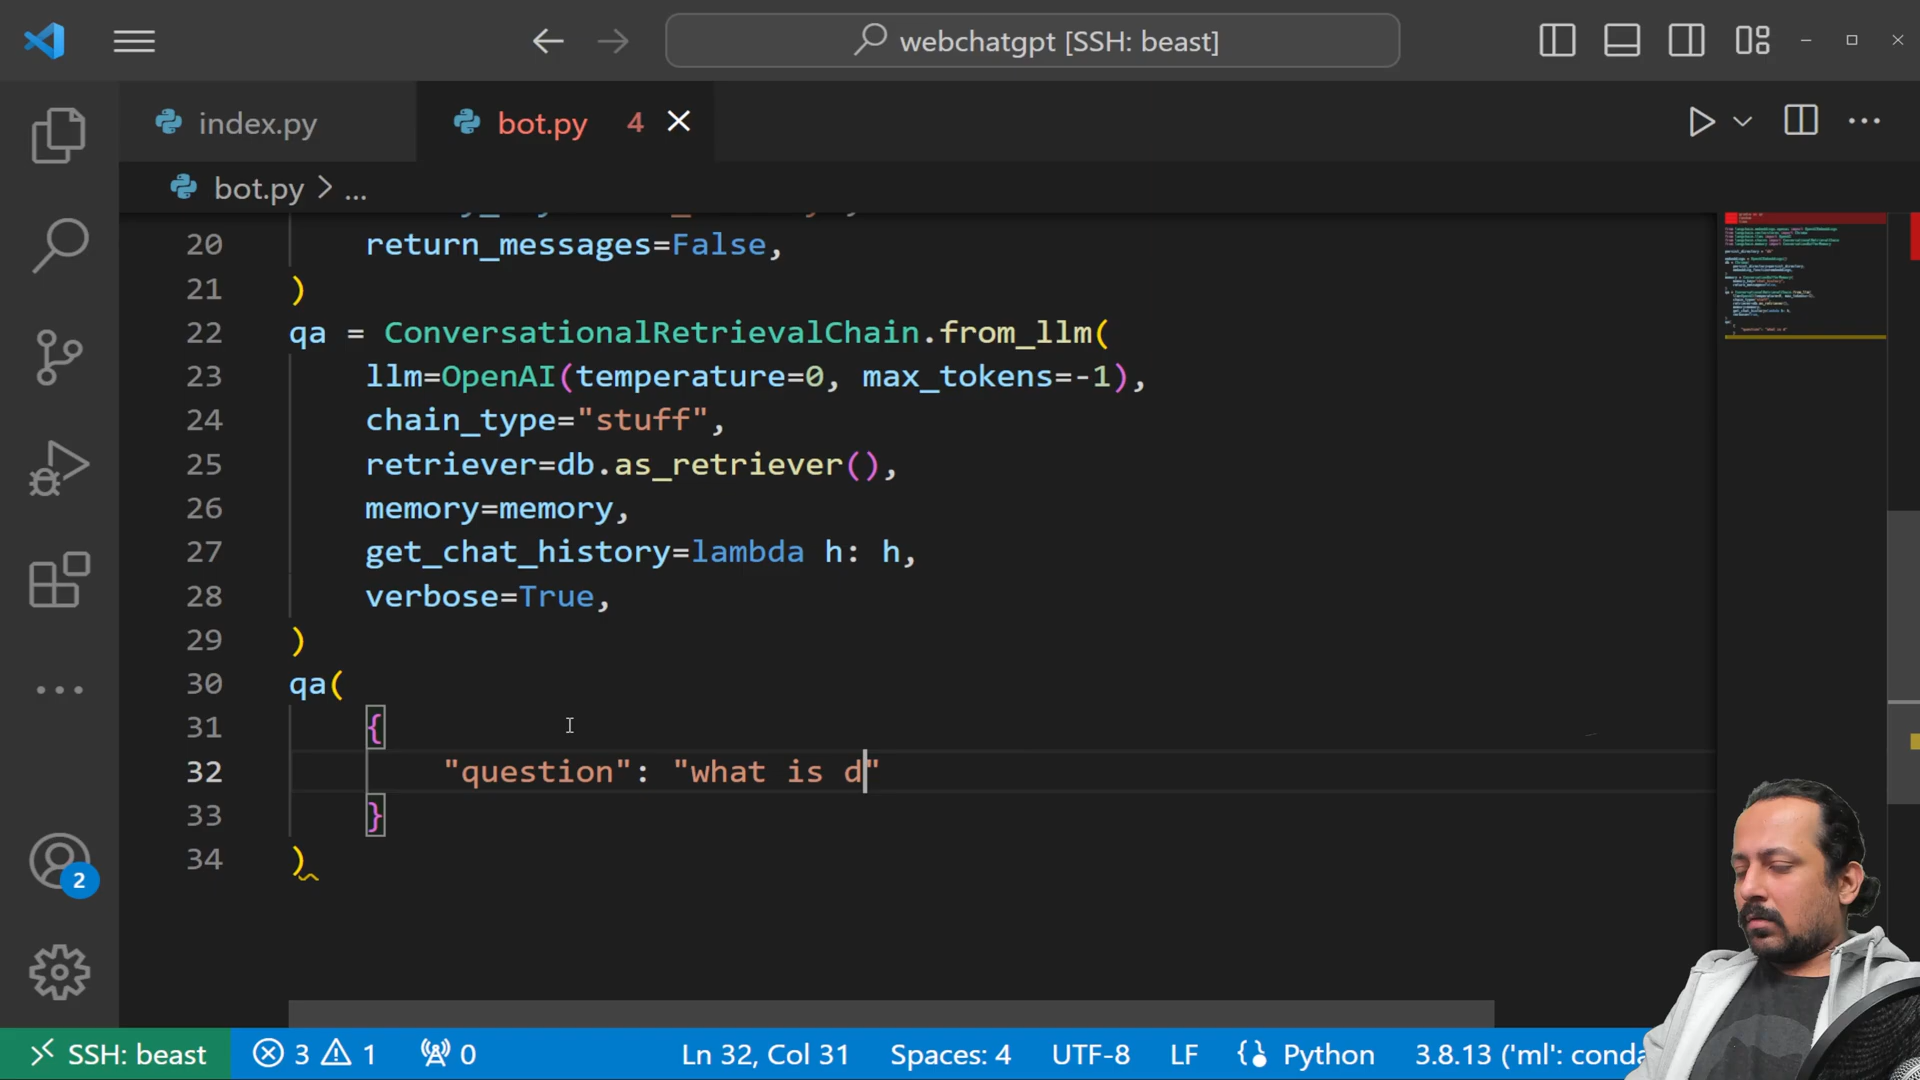 webchatgpt [SSH: beast]
index.py
bot.py 4
bot.py > ...
20 return_messages=False,
21 )
22 qa = ConversationalRetrievalChain.from_llm(
23 llm=OpenAI(temperature=0, max_tokens=-1),
24 chain_type="stuff",
25 retriever=db.as_retriever(),
26 memory=memory,
27 get_chat_history=lambda h: h,
28 verbose=True,
29 )
30 qa(
31 {
32 "question": "what is d"
33 }
34 )
2
SSH: beast 3 1 0 Ln 32, Col 31 Spaces: 4 UTF-8 LF Python 3.8.13 ('ml': conda